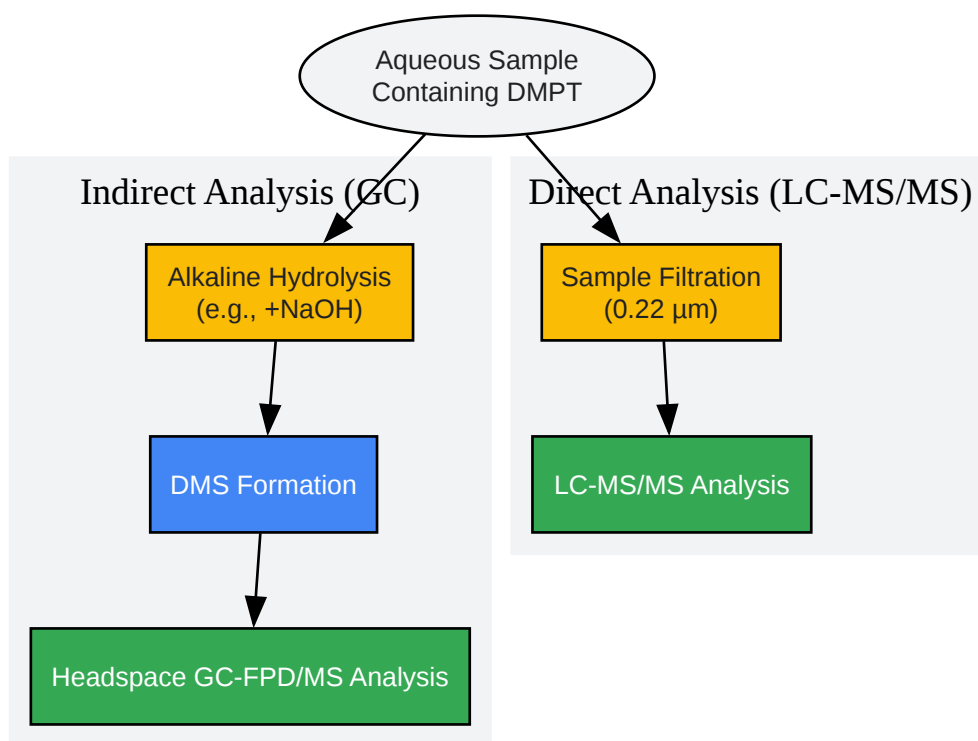 Aqueous Sample
Containing DMPT
Indirect Analysis (GC)
Direct Analysis (LC-MS/MS)
Alkaline Hydrolysis
(e.g., +NaOH)
Sample Filtration
(0.22 µm)
DMS Formation
LC-MS/MS Analysis
Headspace GC-FPD/MS Analysis